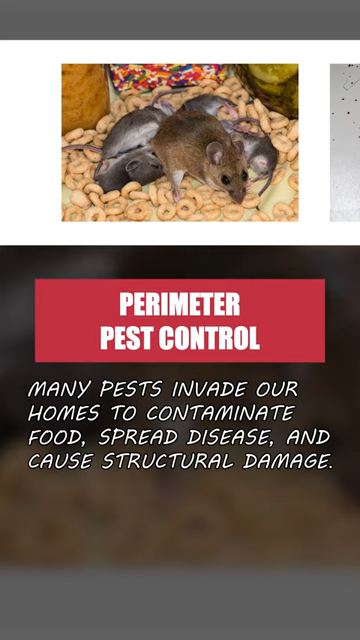 PERIMETER
PEST CONTROL
MANY PESTS INVADE OUR
HOMES TO CONTAMINATE
FOOD, SPREAD DISEASE, AND
CAUSE STRUCTURAL DAMAGE.